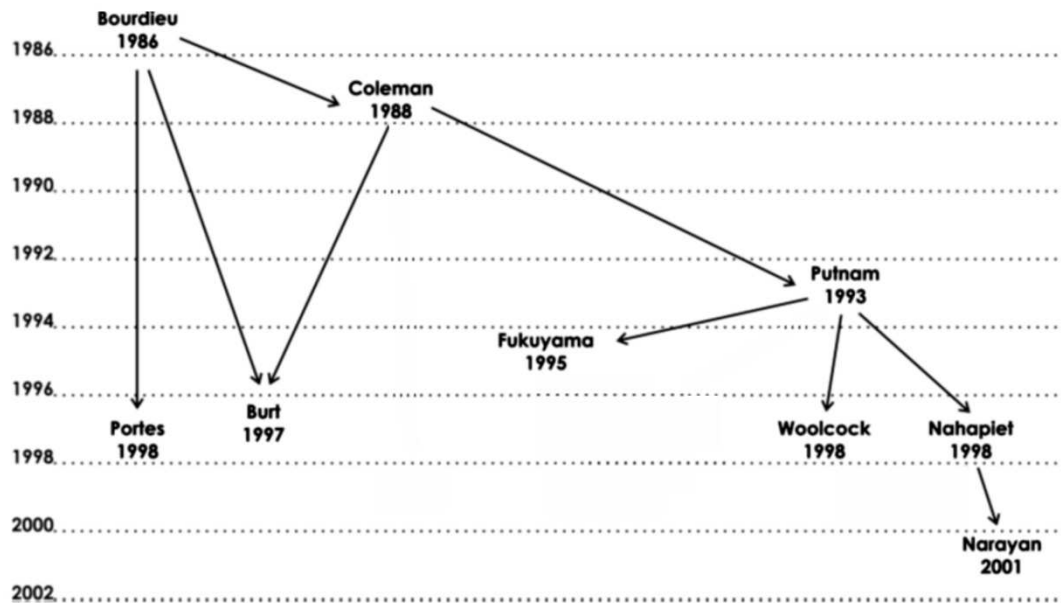 Bourdieu
1986
1986
Coleman
1988
1988
1990
1992
Putnam
1993
1994
Fukuyama
1995
1996
Burt
1997
Portes
1998
Woolcock
1998
Nahapiet
1998
1998
2000
Narayan
2001
2002